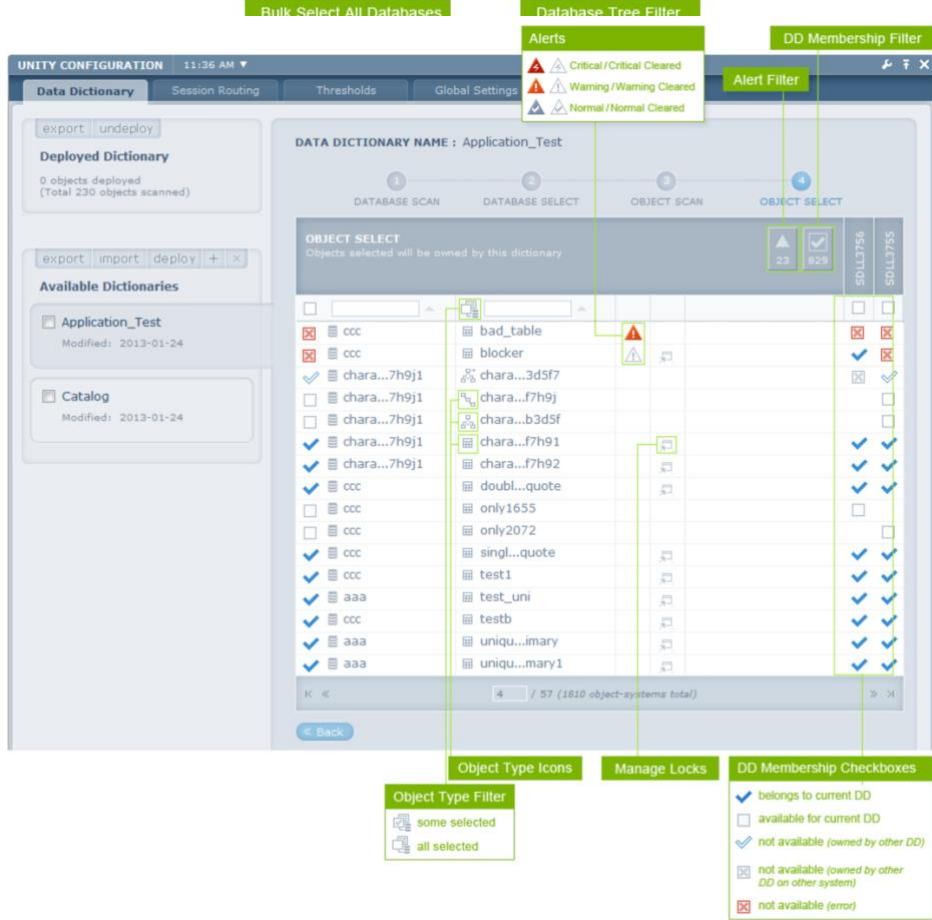 Bulk Select All Databases
Database Tree Filter
Alerts
Critical / Critical Cleared
Warning / Warning Cleared
Normal / Normal Cleared
DD Membership Filter
Alert Filter
UNITY CONFIGURATION 11:36 AM ▼
Data Dictionary
Session Routing
Thresholds
Global Settings
export undeploy
Deployed Dictionary
0 objects deployed
(Total 230 objects scanned)
export import deploy + ×
Available Dictionaries
Application_Test
Modified: 2013-01-24
Catalog
Modified: 2013-01-24
DATA DICTIONARY NAME : Application_Test
1 2 3 4
DATABASE SCAN DATABASE SELECT OBJECT SCAN OBJECT SELECT
OBJECT SELECT
Objects selected will be owned by this dictionary
23 829
SDLL3756
SDLL3755
ccc bad_table
ccc blocker
chara...7h9j1 chara...3d5f7
chara...7h9j1 chara...f7h9j
chara...7h9j1 chara...b3d5f
chara...7h9j1 chara...f7h91
chara...7h9j1 chara...f7h92
ccc doubl...quote
ccc only1655
ccc only2072
ccc singl...quote
ccc test1
aaa test_uni
ccc testb
aaa uniqu...imary
aaa uniqu...mary1
4 / 57 (1610 object-systems total)
« Back
Object Type Icons
Manage Locks
Object Type Filter
some selected
all selected
DD Membership Checkboxes
belongs to current DD
available for current DD
not available (owned by other DD)
not available (owned by other
DD on other system)
not available (error)